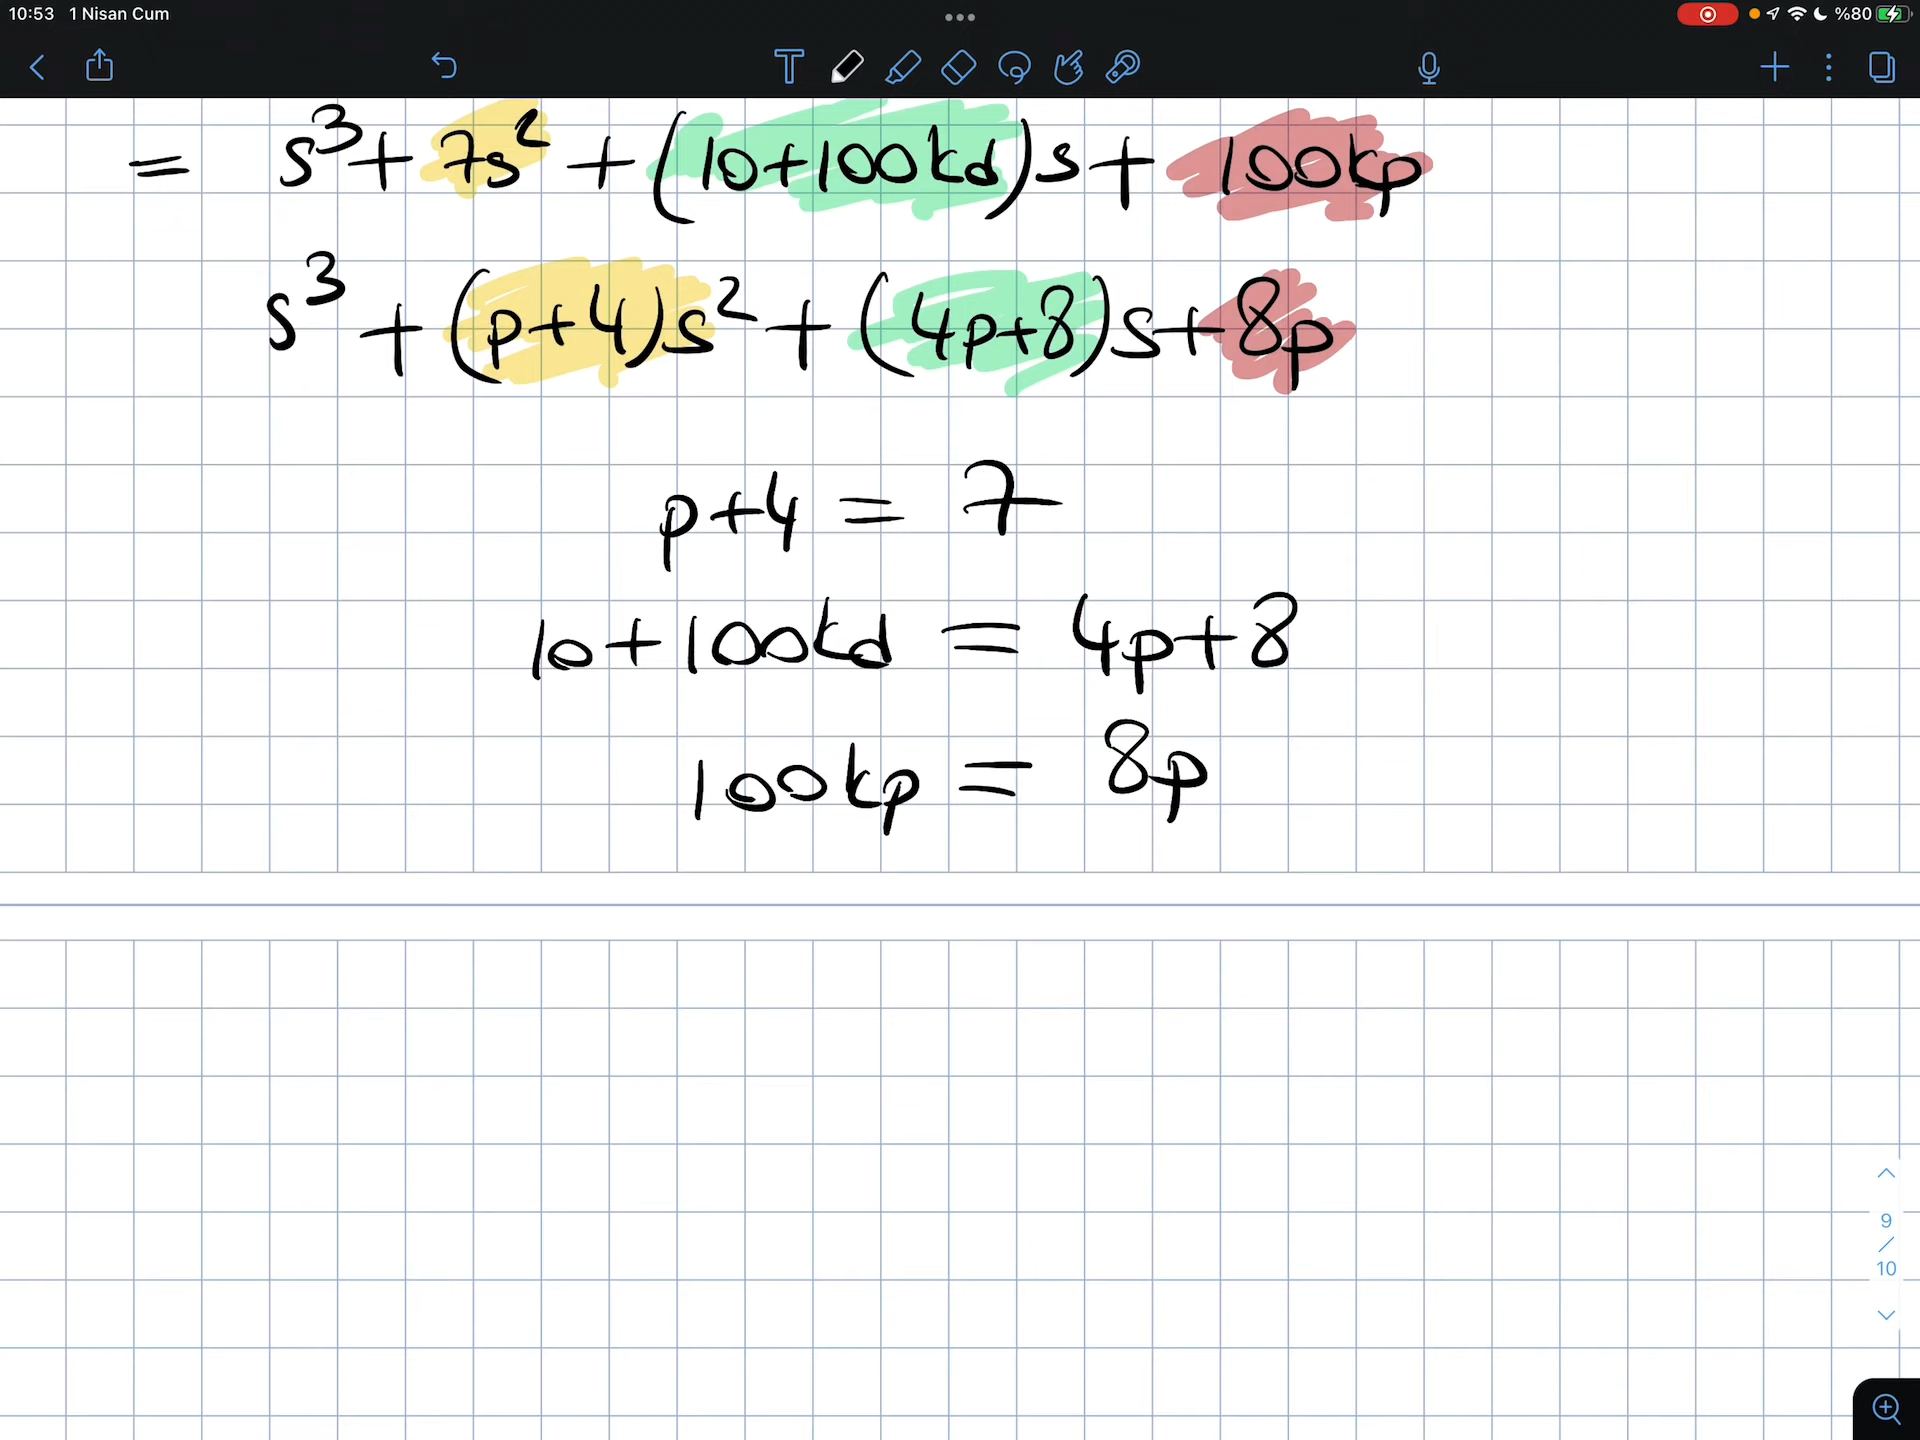 10:53 1 Nisan Cum %80
= s³ + 7s² + (10+100kd)s + 100kp
s³ + (p+4)s² + (4p+8)s + 8p
p+4 = 7
10+100kd = 4p+8
100kp = 8p
9
/
10